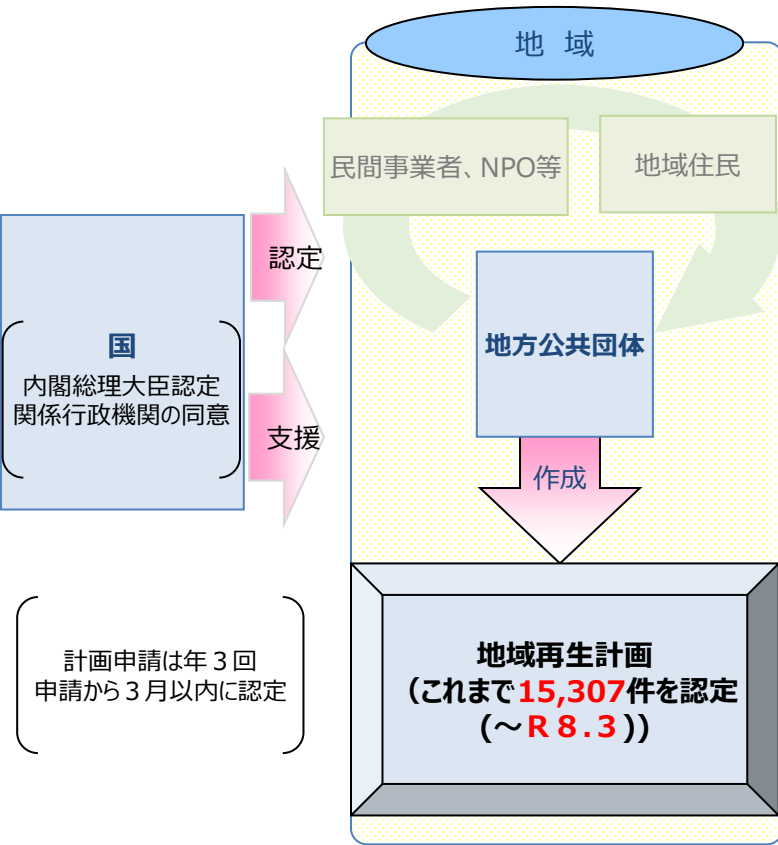 地 域
民間事業者、NPO等
地域住民
認定
国
内閣総理大臣認定
関係行政機関の同意
地方公共団体
支援
作成
計画申請は年３回
申請から３月以内に認定
地域再生計画
（これまで15,307件を認定
(～Ｒ８.３))